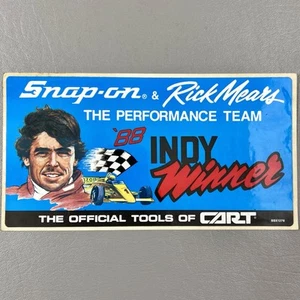 Snap-on® & Rick Mears
THE PERFORMANCE TEAM
'88 INDY
Winner
THE OFFICIAL TOOLS OF CART